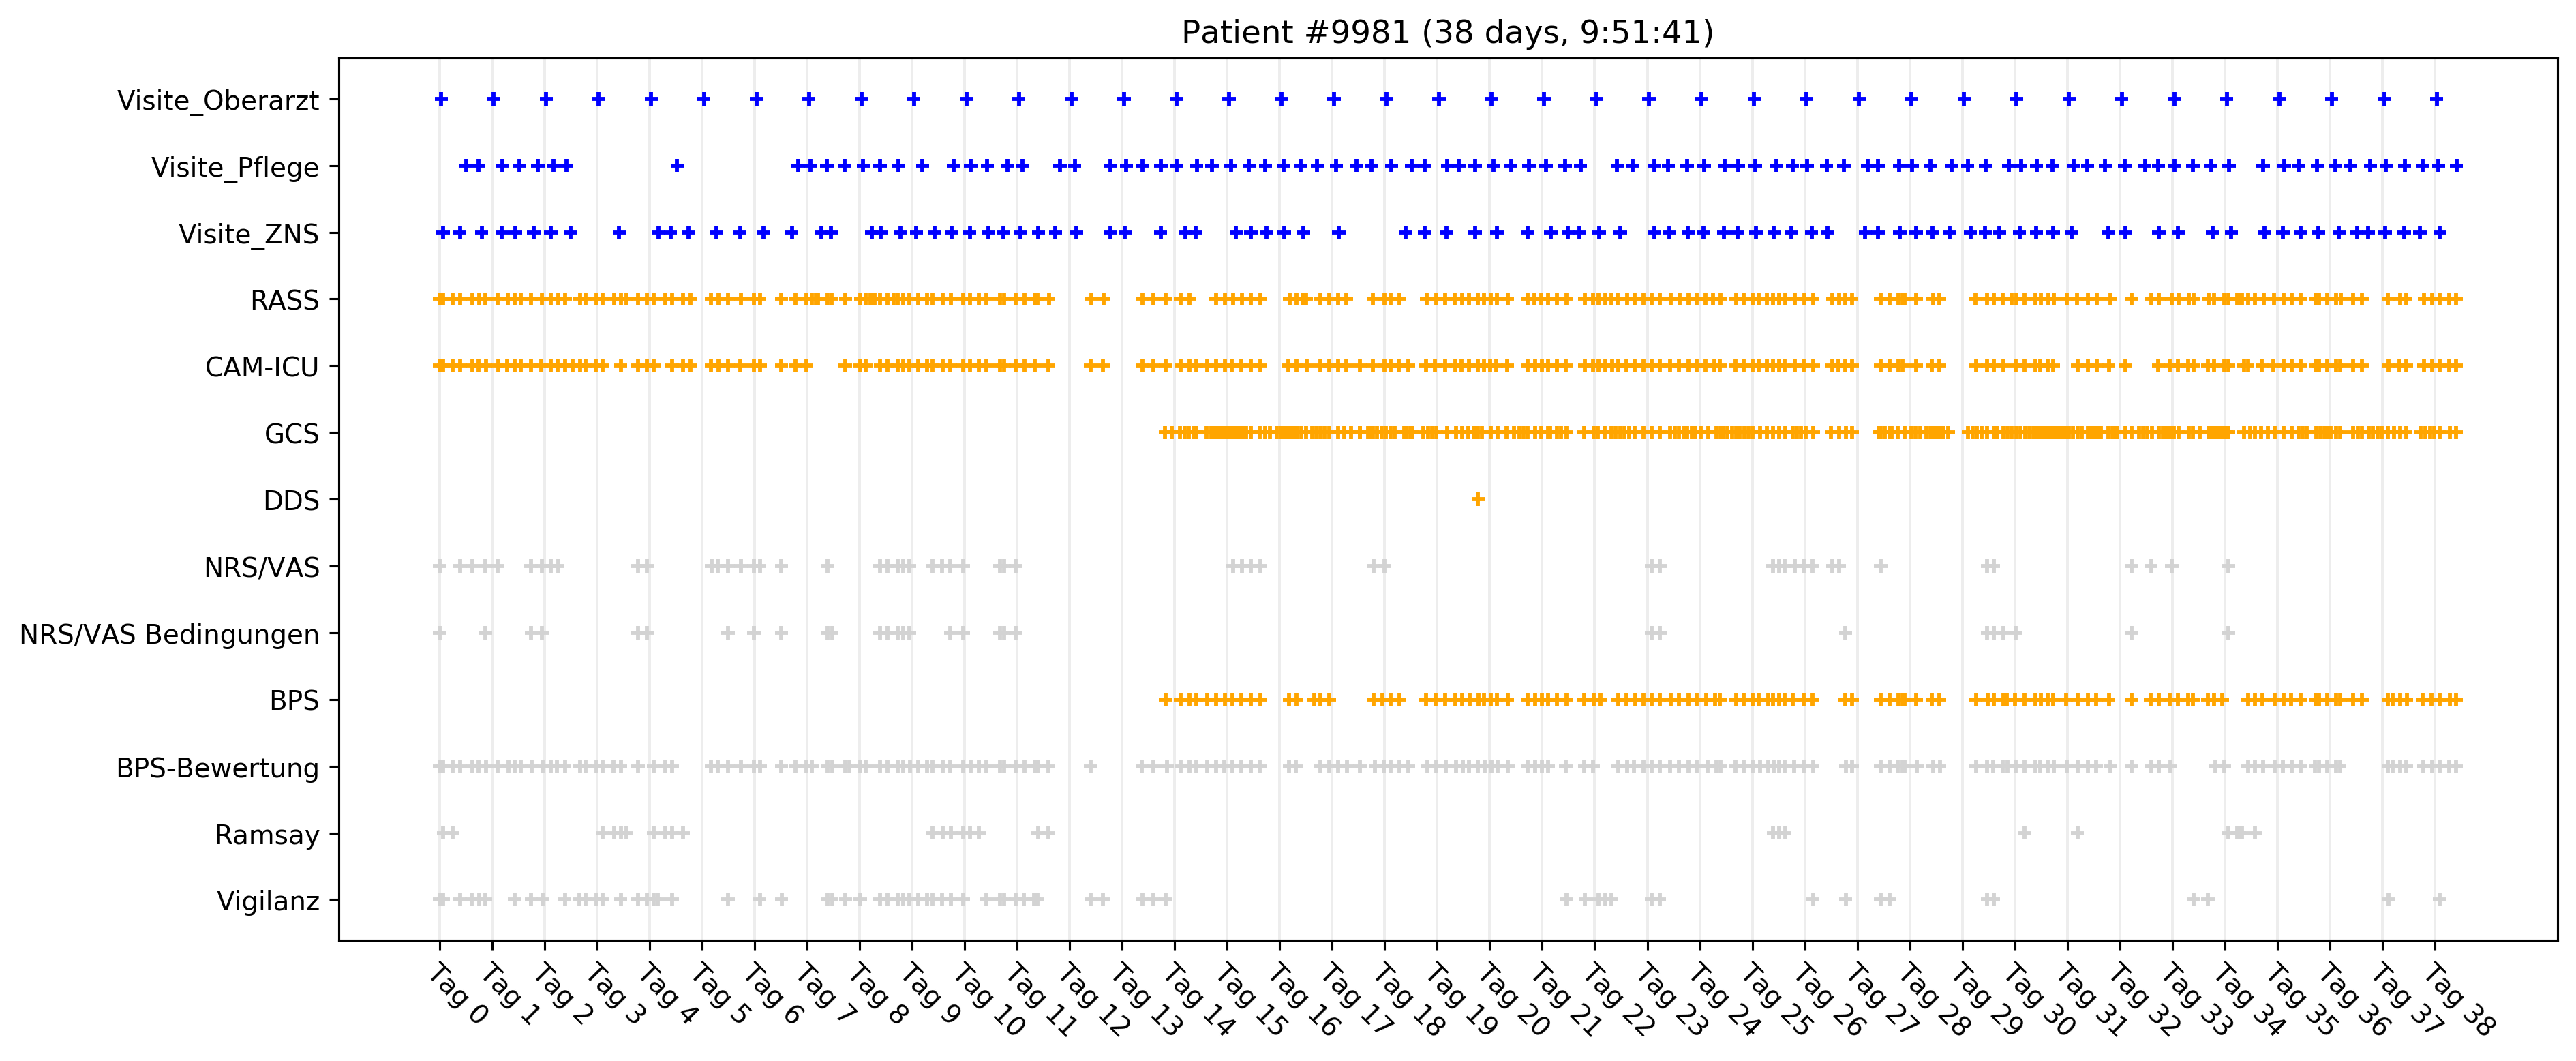 Patient #9981 (38 days, 9:51:41)
Visite_Oberarzt
Visite_Pflege
Visite_ZNS
RASS
CAM-ICU
GCS
DDS
NRS/VAS
NRS/VAS Bedingungen
BPS
BPS-Bewertung
Ramsay
Vigilanz
Tag 0
Tag 1
Tag 2
Tag 3
Tag 4
Tag 5
Tag 6
Tag 7
Tag 8
Tag 9
Tag 10
Tag 11
Tag 12
Tag 13
Tag 14
Tag 15
Tag 16
Tag 17
Tag 18
Tag 19
Tag 20
Tag 21
Tag 22
Tag 23
Tag 24
Tag 25
Tag 26
Tag 27
Tag 28
Tag 29
Tag 30
Tag 31
Tag 32
Tag 33
Tag 34
Tag 35
Tag 36
Tag 37
Tag 38